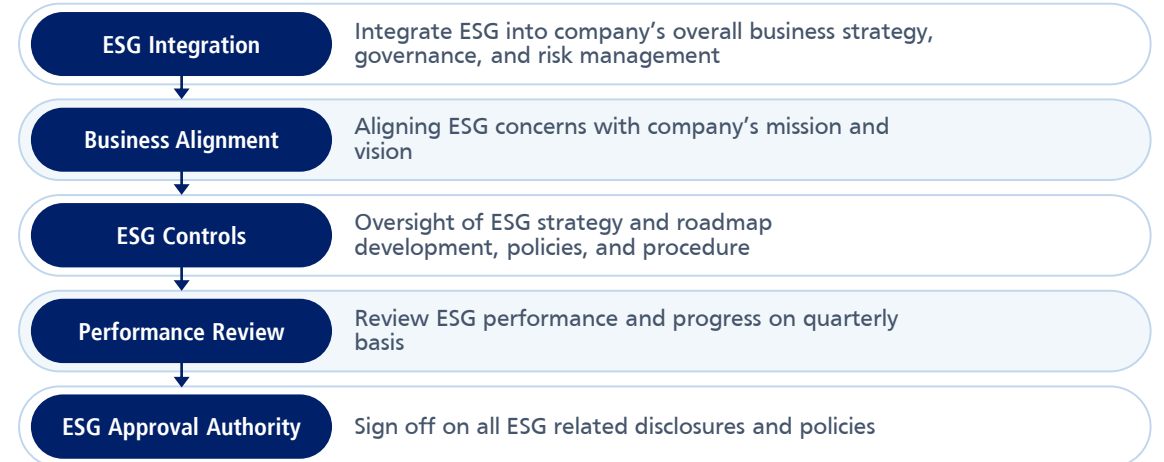 ESG Integration
Integrate ESG into company’s overall business strategy,
governance, and risk management
Business Alignment
Aligning ESG concerns with company’s mission and
vision
ESG Controls
Oversight of ESG strategy and roadmap
development, policies, and procedure
Performance Review
Review ESG performance and progress on quarterly
basis
ESG Approval Authority
Sign off on all ESG related disclosures and policies